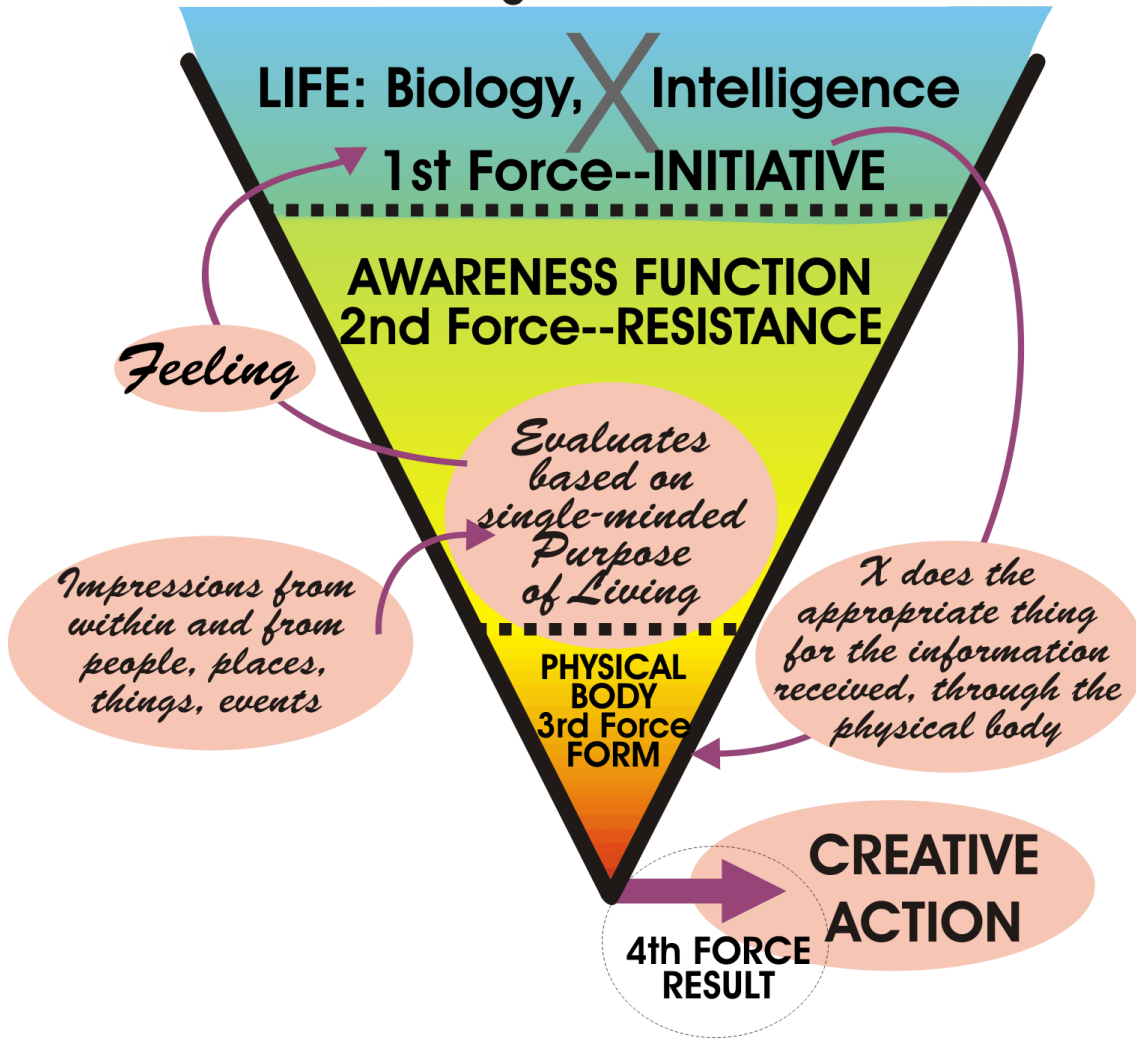 LIFE: Biology, X Intelligence
1st Force--INITIATIVE
AWARENESS FUNCTION
2nd Force--RESISTANCE
Feeling
Evaluates
based on
single-minded
Purpose
of Living
Impressions from
within and from
people, places,
things, events
X does the
appropriate thing
for the information
received, through the
physical body
PHYSICAL
BODY
3rd Force
FORM
CREATIVE
ACTION
4th FORCE
RESULT